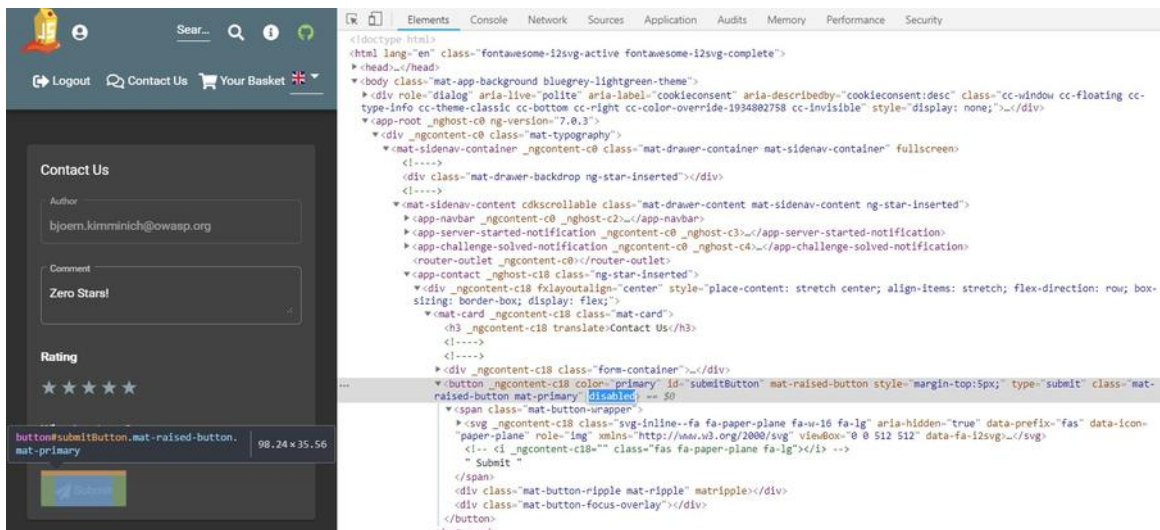 JS
Sear...
Logout
Contact Us
Your Basket
Contact Us
Author
bjoern.kimminich@owasp.org
Comment
Zero Stars!
Rating
button#submitButton.mat-raised-button.
mat-primary
98.24 × 35.56
Submit
Elements Console Network Sources Application Audits Memory Performance Security
<!doctype html>
<html lang="en" class="fontawesome-i2svg-active fontawesome-i2svg-complete">
<head>…</head>
<body class="mat-app-background bluegrey-lightgreen-theme">
<div role="dialog" aria-live="polite" aria-label="cookieconsent" aria-describedby="cookieconsent:desc" class="cc-window cc-floating cc-
type-info cc-theme-classic cc-bottom cc-right cc-color-override-1934802758 cc-invisible" style="display: none;">…</div>
<app-root _nghost-c0 ng-version="7.0.3">
<div _ngcontent-c0 class="mat-typography">
<mat-sidenav-container _ngcontent-c0 class="mat-drawer-container mat-sidenav-container" fullscreen>
<!---->
<div class="mat-drawer-backdrop ng-star-inserted"></div>
<!---->
<mat-sidenav-content cdkscrollable class="mat-drawer-content mat-sidenav-content ng-star-inserted">
<app-navbar _ngcontent-c0 _nghost-c2>…</app-navbar>
<app-server-started-notification _ngcontent-c0 _nghost-c3>…</app-server-started-notification>
<app-challenge-solved-notification _ngcontent-c0 _nghost-c4>…</app-challenge-solved-notification>
<router-outlet _ngcontent-c0></router-outlet>
<app-contact _nghost-c18 class="ng-star-inserted">
<div _ngcontent-c18 fxlayoutalign="center" style="place-content: stretch center; align-items: stretch; flex-direction: row; box-
sizing: border-box; display: flex;">
<mat-card _ngcontent-c18 class="mat-card">
<h3 _ngcontent-c18 translate>Contact Us</h3>
<!---->
<!---->
<div _ngcontent-c18 class="form-container">…</div>
... <button _ngcontent-c18 color="primary" id="submitButton" mat-raised-button style="margin-top:5px;" type="submit" class="mat-
raised-button mat-primary" disabled> == $0
<span class="mat-button-wrapper">
<svg _ngcontent-c18 class="svg-inline--fa fa-paper-plane fa-w-16 fa-lg" aria-hidden="true" data-prefix="fas" data-icon=
"paper-plane" role="img" xmlns="http://www.w3.org/2000/svg" viewBox="0 0 512 512" data-fa-i2svg>…</svg>
<!-- <i _ngcontent-c18="" class="fas fa-paper-plane fa-lg"></i> -->
" Submit "
</span>
<div class="mat-button-ripple mat-ripple" matripple></div>
<div class="mat-button-focus-overlay"></div>
</button>